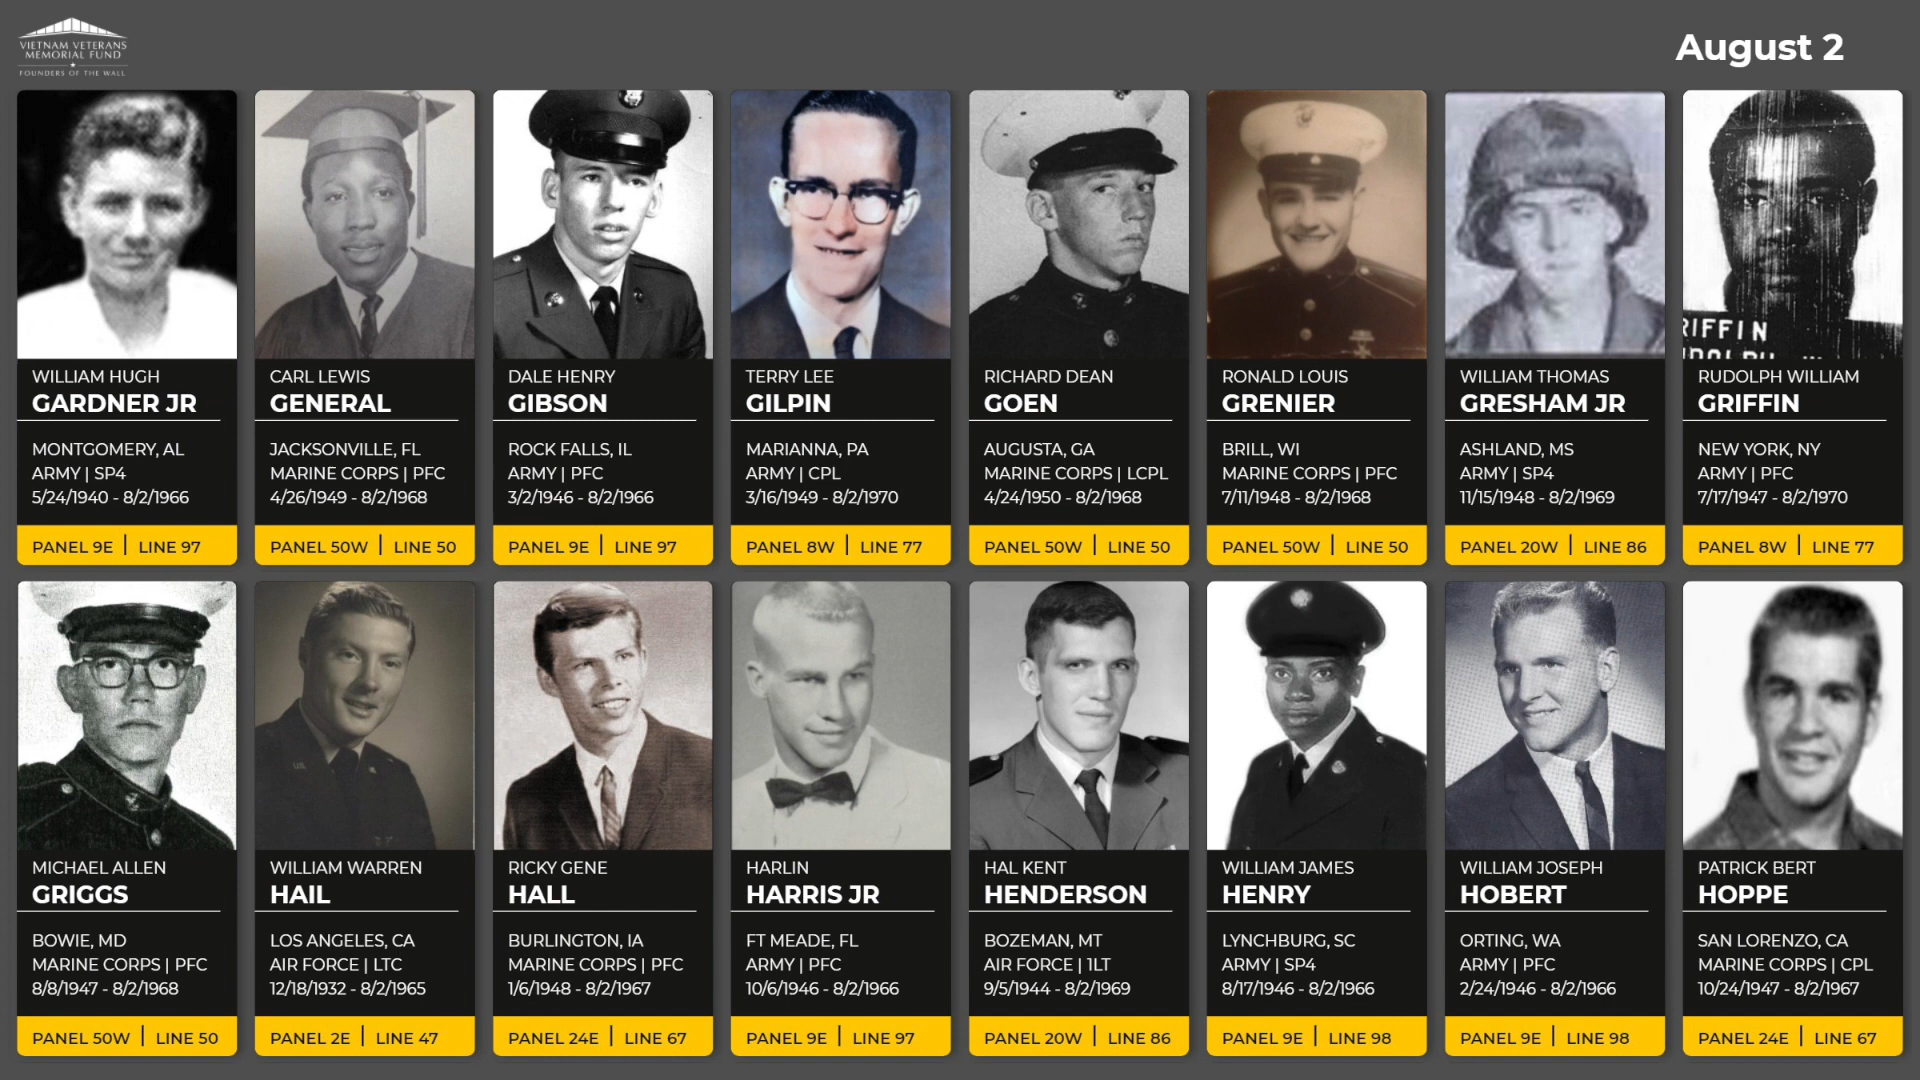 VIETNAM VETERANS
MEMORIAL FUND
FOUNDERS OF THE WALL
August 2
WILLIAM HUGH
GARDNER JR
MONTGOMERY, AL
ARMY | SP4
5/24/1940 - 8/2/1966
PANEL 9E | LINE 97
CARL LEWIS
GENERAL
JACKSONVILLE, FL
MARINE CORPS | PFC
4/26/1949 - 8/2/1968
PANEL 50W | LINE 50
DALE HENRY
GIBSON
ROCK FALLS, IL
ARMY | PFC
3/2/1946 - 8/2/1966
PANEL 9E | LINE 97
TERRY LEE
GILPIN
MARIANNA, PA
ARMY | CPL
3/16/1949 - 8/2/1970
PANEL 8W | LINE 77
RICHARD DEAN
GOEN
AUGUSTA, GA
MARINE CORPS | LCPL
4/24/1950 - 8/2/1968
PANEL 50W | LINE 50
RONALD LOUIS
GRENIER
BRILL, WI
MARINE CORPS | PFC
7/11/1948 - 8/2/1968
PANEL 50W | LINE 50
WILLIAM THOMAS
GRESHAM JR
ASHLAND, MS
ARMY | SP4
11/15/1948 - 8/2/1969
PANEL 20W | LINE 86
RIFFIN
RUDOLPH WILLIAM
GRIFFIN
NEW YORK, NY
ARMY | PFC
7/17/1947 - 8/2/1970
PANEL 8W | LINE 77
MICHAEL ALLEN
GRIGGS
BOWIE, MD
MARINE CORPS | PFC
8/8/1947 - 8/2/1968
PANEL 50W | LINE 50
WILLIAM WARREN
HAIL
LOS ANGELES, CA
AIR FORCE | LTC
12/18/1932 - 8/2/1965
PANEL 2E | LINE 47
RICKY GENE
HALL
BURLINGTON, IA
MARINE CORPS | PFC
1/6/1948 - 8/2/1967
PANEL 24E | LINE 67
HARLIN
HARRIS JR
FT MEADE, FL
ARMY | PFC
10/6/1946 - 8/2/1966
PANEL 9E | LINE 97
HAL KENT
HENDERSON
BOZEMAN, MT
AIR FORCE | 1LT
9/5/1944 - 8/2/1969
PANEL 20W | LINE 86
WILLIAM JAMES
HENRY
LYNCHBURG, SC
ARMY | SP4
8/17/1946 - 8/2/1966
PANEL 9E | LINE 98
WILLIAM JOSEPH
HOBERT
ORTING, WA
ARMY | PFC
2/24/1946 - 8/2/1966
PANEL 9E | LINE 98
PATRICK BERT
HOPPE
SAN LORENZO, CA
MARINE CORPS | CPL
10/24/1947 - 8/2/1967
PANEL 24E | LINE 67